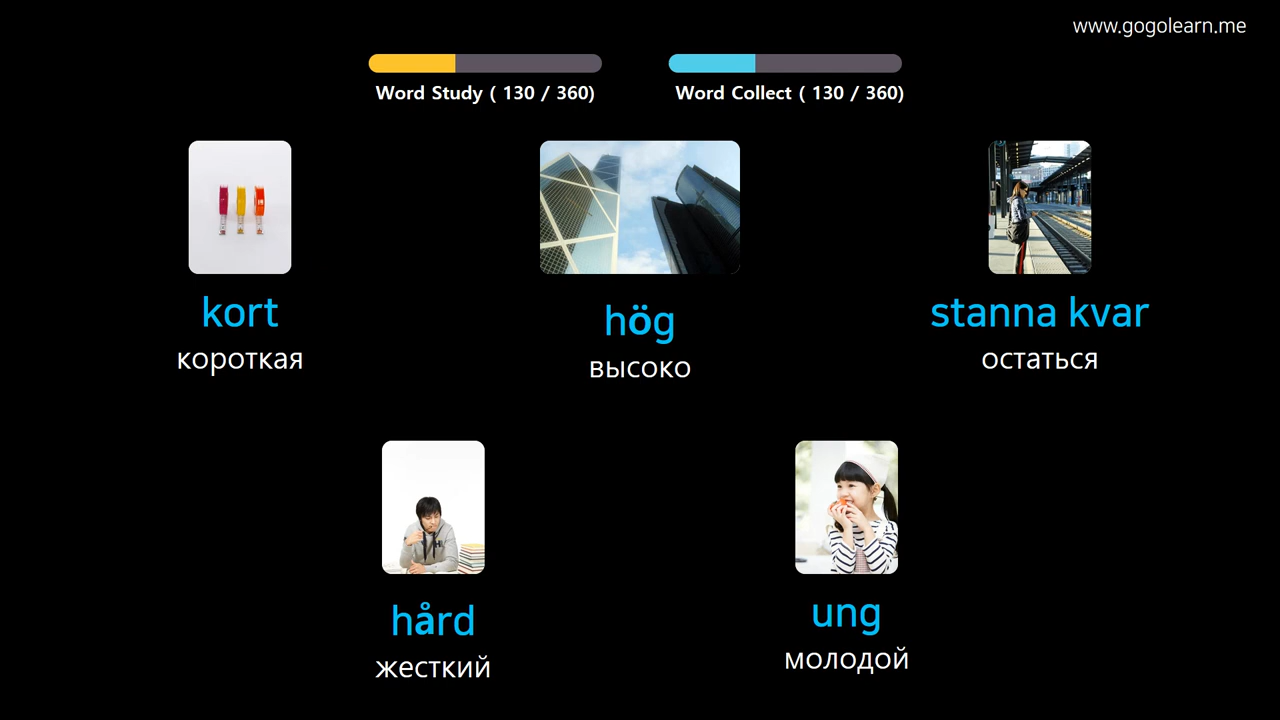 www.gogolearn.me
Word Study ( 130 / 360)
Word Collect ( 130 / 360)
kort
короткая
hög
высоко
stanna kvar
остаться
hård
жесткий
ung
молодой